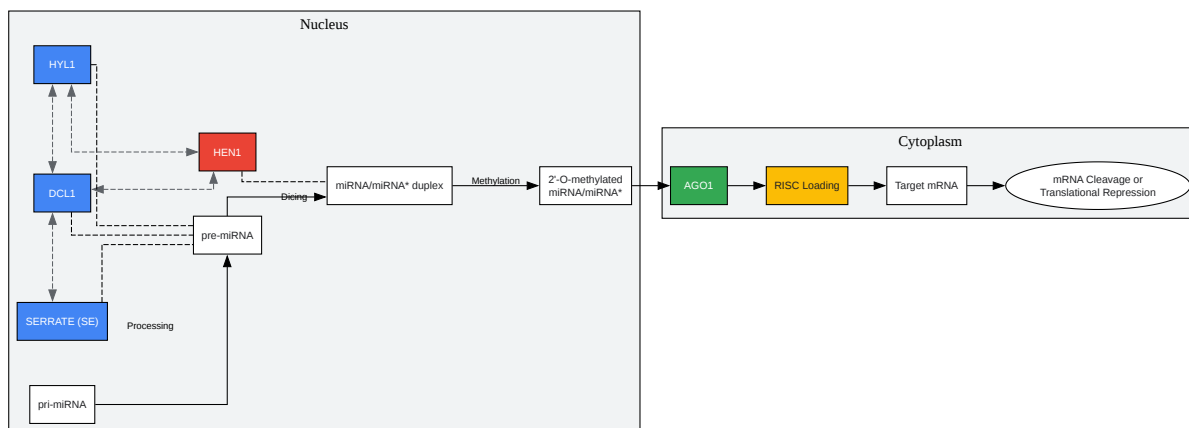 Nucleus
HYL1
HEN1
DCL1
miRNA/miRNA* duplex
Methylation
2'-O-methylated
miRNA/miRNA*
Dicing
pre-miRNA
SERRATE (SE)
Processing
pri-miRNA
Cytoplasm
AGO1
RISC Loading
Target mRNA
mRNA Cleavage or
Translational Repression